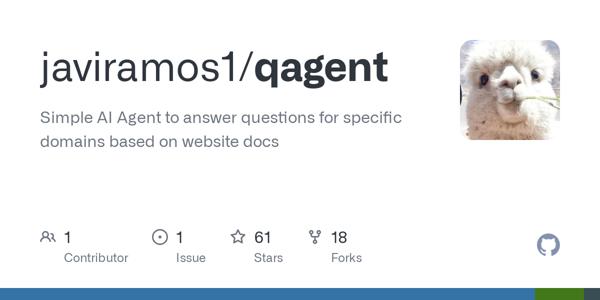 javiramos1/qagent
Simple AI Agent to answer questions for specific
domains based on website docs
1
Contributor
1
Issue
61
Stars
18
Forks